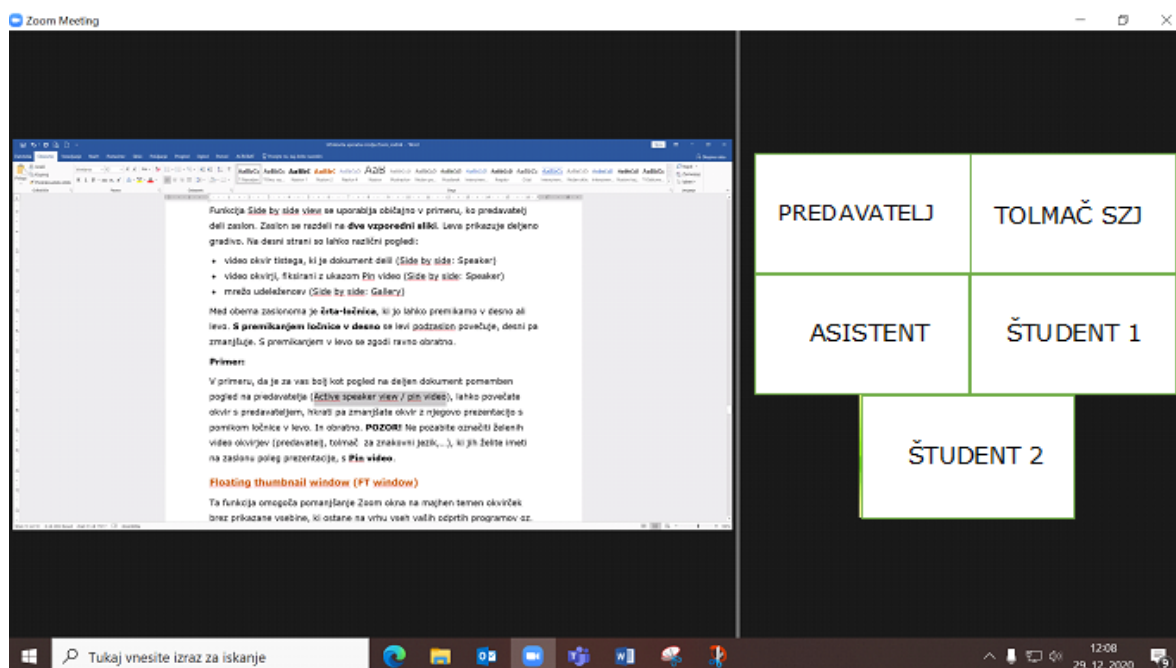 Zoom Meeting
Funkcija Side by side view se uporablja običajno v primeru, ko predavatelj
deli zaslon. Zaslon se razdeli na dve vzporedni sliki. Leva prikazuje deljeno
gradivo. Na desni strani so lahko različni pogledi:
• video okvir tistega, ki je dokument delil (Side by side: Speaker)
• video okvirji, fiksirani z ukazom Pin video (Side by side: Speaker)
• mrežo udeležencev (Side by side: Gallery)
Med obema zaslonoma je črta-ločnica, ki jo lahko premikamo v desno ali
levo. S premikanjem ločnice v desno se levi podzaslon povečuje, desni pa
zmanjšuje. S premikanjem v levo se zgodi ravno obratno.
Primer:
V primeru, da je za vas bolj kot pogled na deljen dokument pomemben
pogled na predavatelja (Active speaker view / pin video), lahko povečate
okvir s predavateljem, hkrati pa zmanjšate okvir z njegovo prezentacijo s
pomikom ločnice v levo. In obratno. POZOR! Ne pozabite označiti želenih
video okvirjev (predavatelj, tolmač za znakovni jezik,...), ki jih želite imeti
na zaslonu poleg prezentacije, s Pin video.
Floating thumbnail window (FT window)
Ta funkcija omogoča pomanjšanje Zoom okna na majhen temen okvirček
brez prikazane vsebine, ki ostane na vrhu vseh vaših odprtih programov oz.
PREDAVATELJ
TOLMAČ SZJ
ASISTENT
ŠTUDENT 1
ŠTUDENT 2
Tukaj vnesite izraz za iskanje
12:08
29. 12. 2020